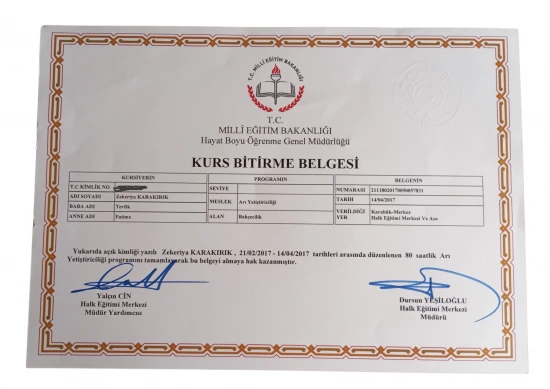 T.C. MİLLÎ EĞİTİM BAKANLIĞI
T.C.
MİLLÎ EĞİTİM BAKANLIĞI
Hayat Boyu Öğrenme Genel Müdürlüğü
KURS BİTİRME BELGESİ
KURSİYERİN PROGRAMIN BELGENİN
T.C KİMLİK NO SEVİYE NUMARASI
ADI SOYADI Zekeriya KARAKIRIK MESLEK Arı Yetiştiriciliği TARİH 14/04/2017
BABA ADI Tevfik
ANNE ADI Fatma ALAN Bahçecilik VERİLDİĞİ YER Karabük-Merkez
Halk Eğitimi Merkezi Ve Aso
Yukarıda açık kimliği yazılı Zekeriya KARAKIRIK , 21/02/2017 - 14/04/2017 tarihleri arasında düzenlenen 80 saatlik Arı
Yetiştiriciliği programını tamamlayarak bu belgeyi almaya hak kazanmıştır.
Yalçın CİN Dursun YEŞİLOĞLU
Halk Eğitimi Merkezi Halk Eğitimi Merkezi
Müdür Yardımcısı Müdürü